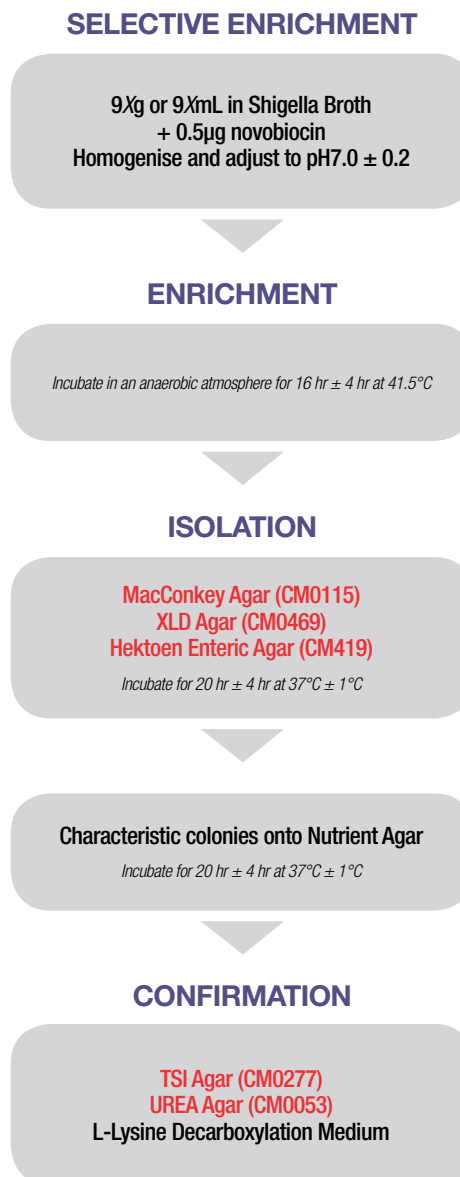 SELECTIVE ENRICHMENT
9Xg or 9XmL in Shigella Broth
+ 0.5µg novobiocin
Homogenise and adjust to pH7.0 ± 0.2
ENRICHMENT
Incubate in an anaerobic atmosphere for 16 hr ± 4 hr at 41.5°C
ISOLATION
MacConkey Agar (CM0115)
XLD Agar (CM0469)
Hektoen Enteric Agar (CM419)
Incubate for 20 hr ± 4 hr at 37°C ± 1°C
Characteristic colonies onto Nutrient Agar
Incubate for 20 hr ± 4 hr at 37°C ± 1°C
CONFIRMATION
TSI Agar (CM0277)
UREA Agar (CM0053)
L-Lysine Decarboxylation Medium